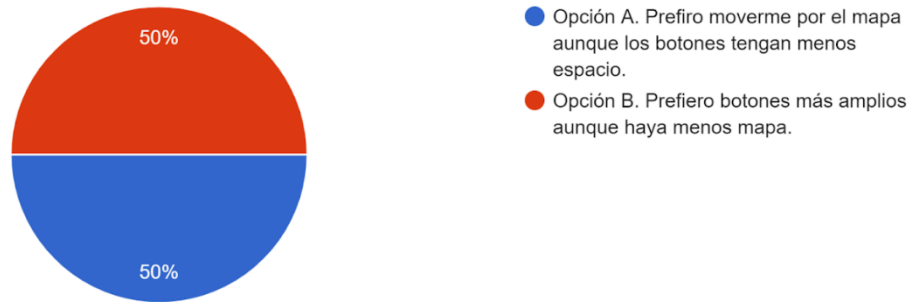 50%
50%
Opción A. Prefiro moverme por el mapa
aunque los botones tengan menos
espacio.
Opción B. Prefiero botones más amplios
aunque haya menos mapa.